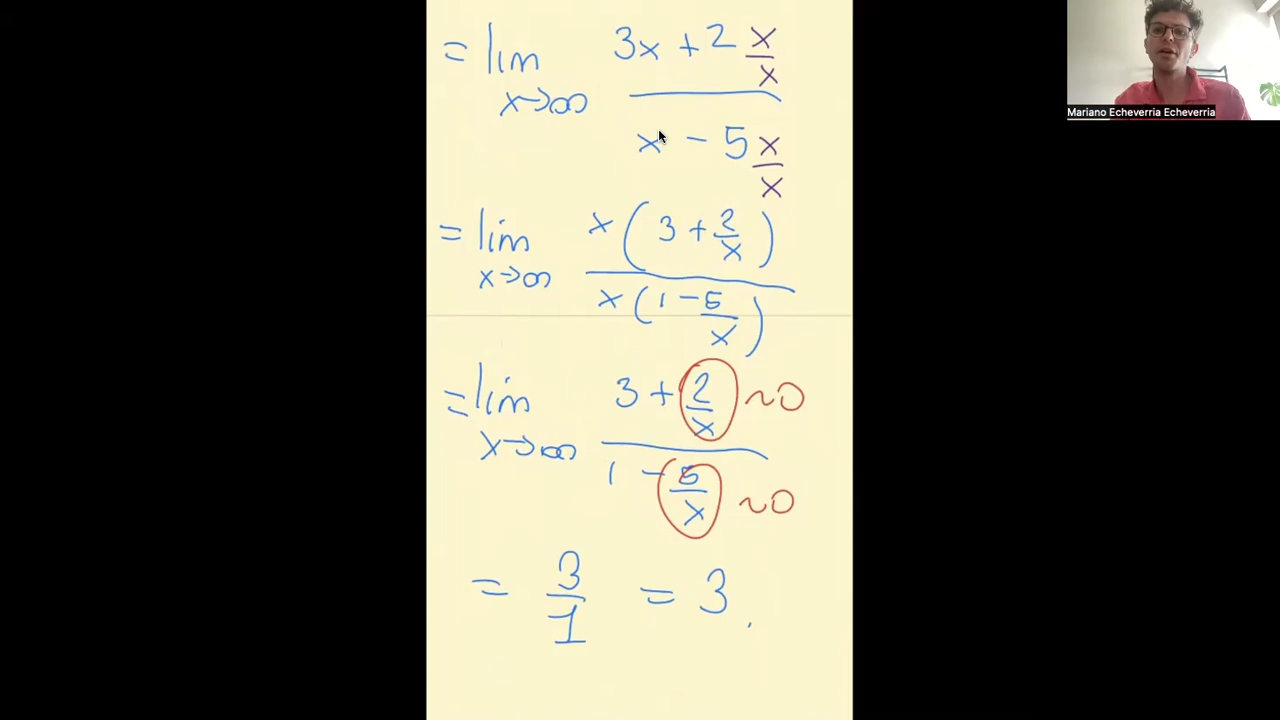 = lim x→∞ (3x + 2 x/x) / (x - 5 x/x)
= lim x→∞ x(3 + 2/x) / x(1 - 5/x)
= lim x→∞ (3 + 2/x ~0) / (1 - 5/x ~0)
= 3/1 = 3.
Mariano Echeverria Echeverria